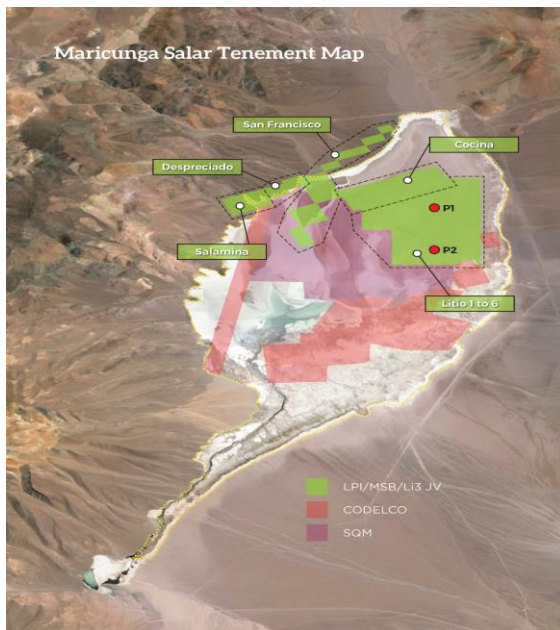 Maricunga Salar Tenement Map
San Francisco
Cocina
Despreciado
P1
Salamina
P2
Litio 1 to 6
LPI/MSB/Li3 JV
CODELCO
SQM